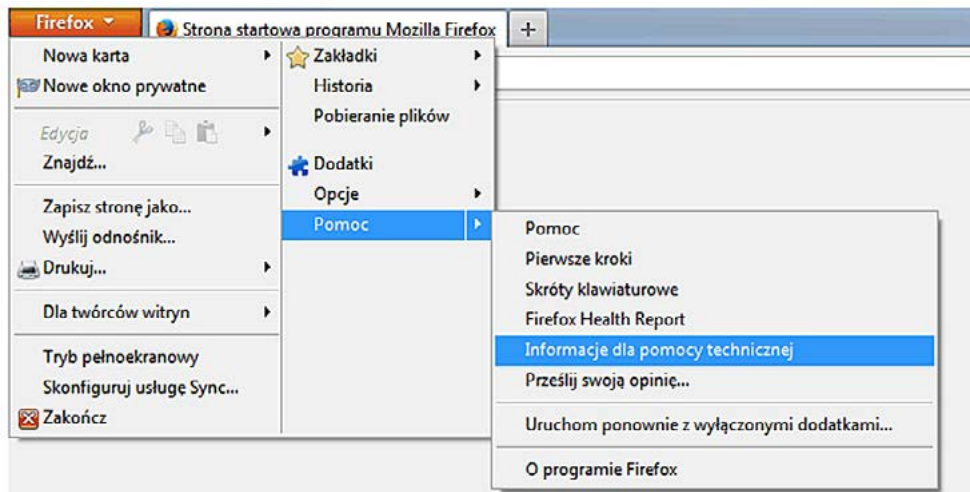 Firefox
Strona startowa programu Mozilla Firefox
+
Nowa karta
Nowe okno prywatne
Edycja
Znajdź...
Zapisz stronę jako...
Wyślij odnośnik...
Drukuj...
Dla twórców witryn
Tryb pełnoekranowy
Skonfiguruj usługę Sync...
Zakończ
Zakładki
Historia
Pobieranie plików
Dodatki
Opcje
Pomoc
Pomoc
Pierwsze kroki
Skróty klawiaturowe
Firefox Health Report
Informacje dla pomocy technicznej
Prześlij swoją opinię...
Uruchom ponownie z wyłączonymi dodatkami...
O programie Firefox